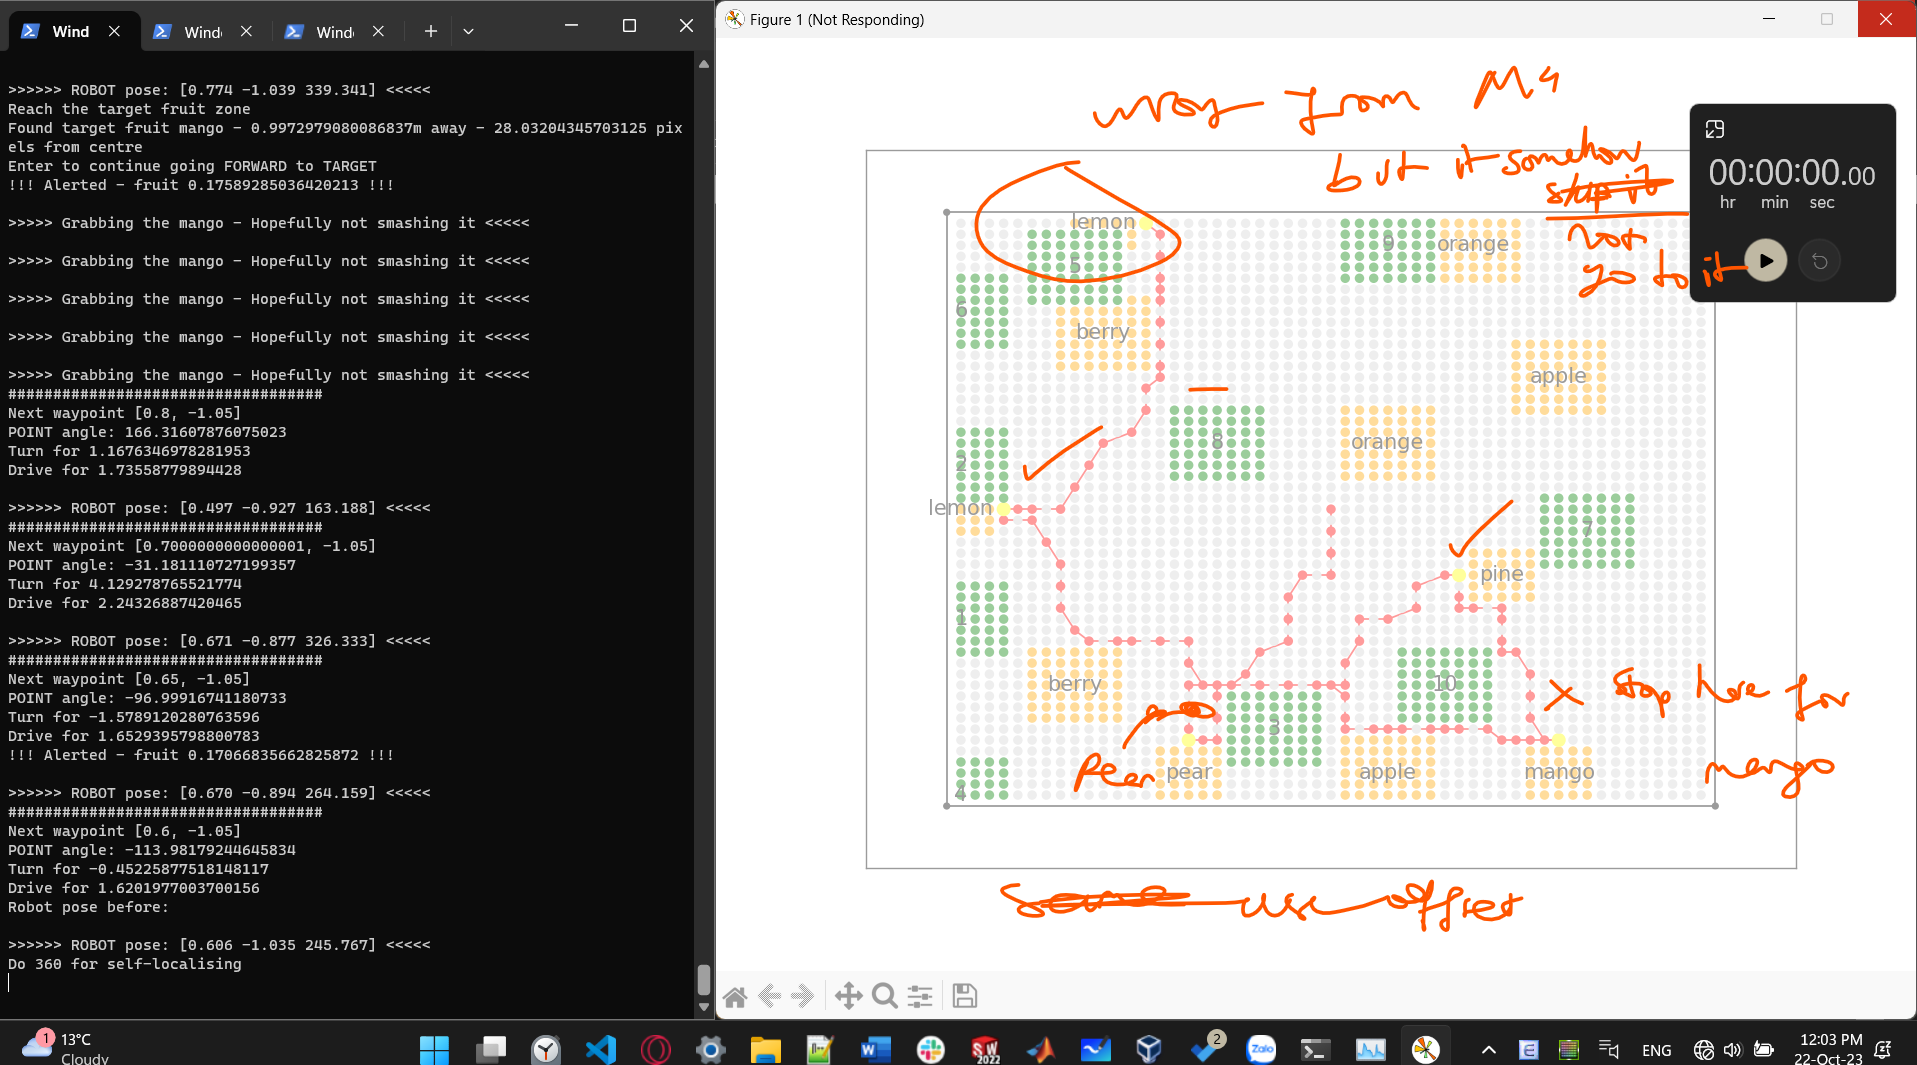 Wind
Wind
Wind
>>>>>> ROBOT pose: [0.774 -1.039 339.341] <<<<<
Reach the target fruit zone
Found target fruit mango - 0.9972979080086837m away - 28.03204345703125 pix
els from centre
Enter to continue going FORWARD to TARGET
!!! Alerted - fruit 0.17589285036420213 !!!
>>>>> Grabbing the mango - Hopefully not smashing it <<<<<
>>>>> Grabbing the mango - Hopefully not smashing it <<<<<
>>>>> Grabbing the mango - Hopefully not smashing it <<<<<
>>>>> Grabbing the mango - Hopefully not smashing it <<<<<
>>>>> Grabbing the mango - Hopefully not smashing it <<<<<
###################################
Next waypoint [0.8, -1.05]
POINT angle: 166.31607876075023
Turn for 1.1676346978281953
Drive for 1.73558779894428
>>>>>> ROBOT pose: [0.497 -0.927 163.188] <<<<<
###################################
Next waypoint [0.7000000000000001, -1.05]
POINT angle: -31.181110727199357
Turn for 4.129278765521774
Drive for 2.24326887420465
>>>>>> ROBOT pose: [0.671 -0.877 326.333] <<<<<
###################################
Next waypoint [0.65, -1.05]
POINT angle: -96.99916741180733
Turn for -1.5789120280763596
Drive for 1.6529395798800783
!!! Alerted - fruit 0.17066835662825872 !!!
>>>>>> ROBOT pose: [0.670 -0.894 264.159] <<<<<
###################################
Next waypoint [0.6, -1.05]
POINT angle: -113.98179244645834
Turn for -0.45225877518148117
Drive for 1.6201977003700156
Robot pose before:
>>>>>> ROBOT pose: [0.606 -1.035 245.767] <<<<<
Do 360 for self-localising
Figure 1 (Not Responding)
from M4
but it somehow
skip it
not
go to it
00:00:00.00
hr min sec
lemon
9 orange
5
6
berry
apple
8
orange
2
lemon
7
pine
1
berry
10
stop here for
mango
3
pear
pear
apple
mango
4
Some use offset
1
13°C
Cloudy
SW
2022
2
Zalo
ENG
12:03 PM
22-Oct-23